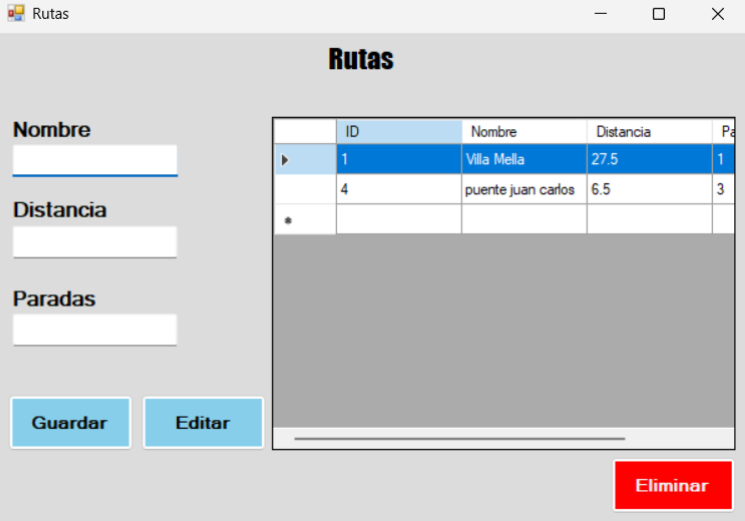 Rutas
Rutas
Nombre
Distancia
Paradas
Guardar Editar
ID Nombre Distancia Pa
1 Villa Mella 27.5 1
4 puente juan carlos 6.5 3
Eliminar